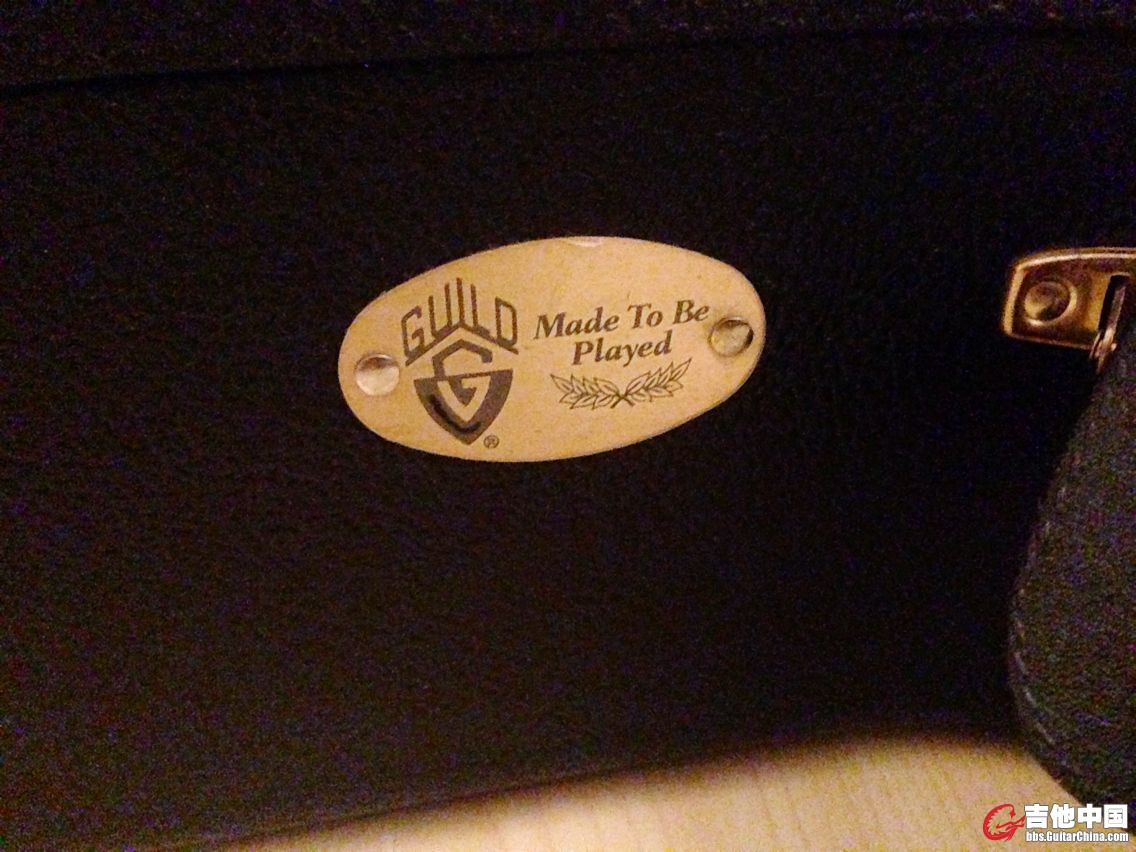 GUILD
G
®
Made To Be
Played
吉他中国
bbs.GuitarChina.com